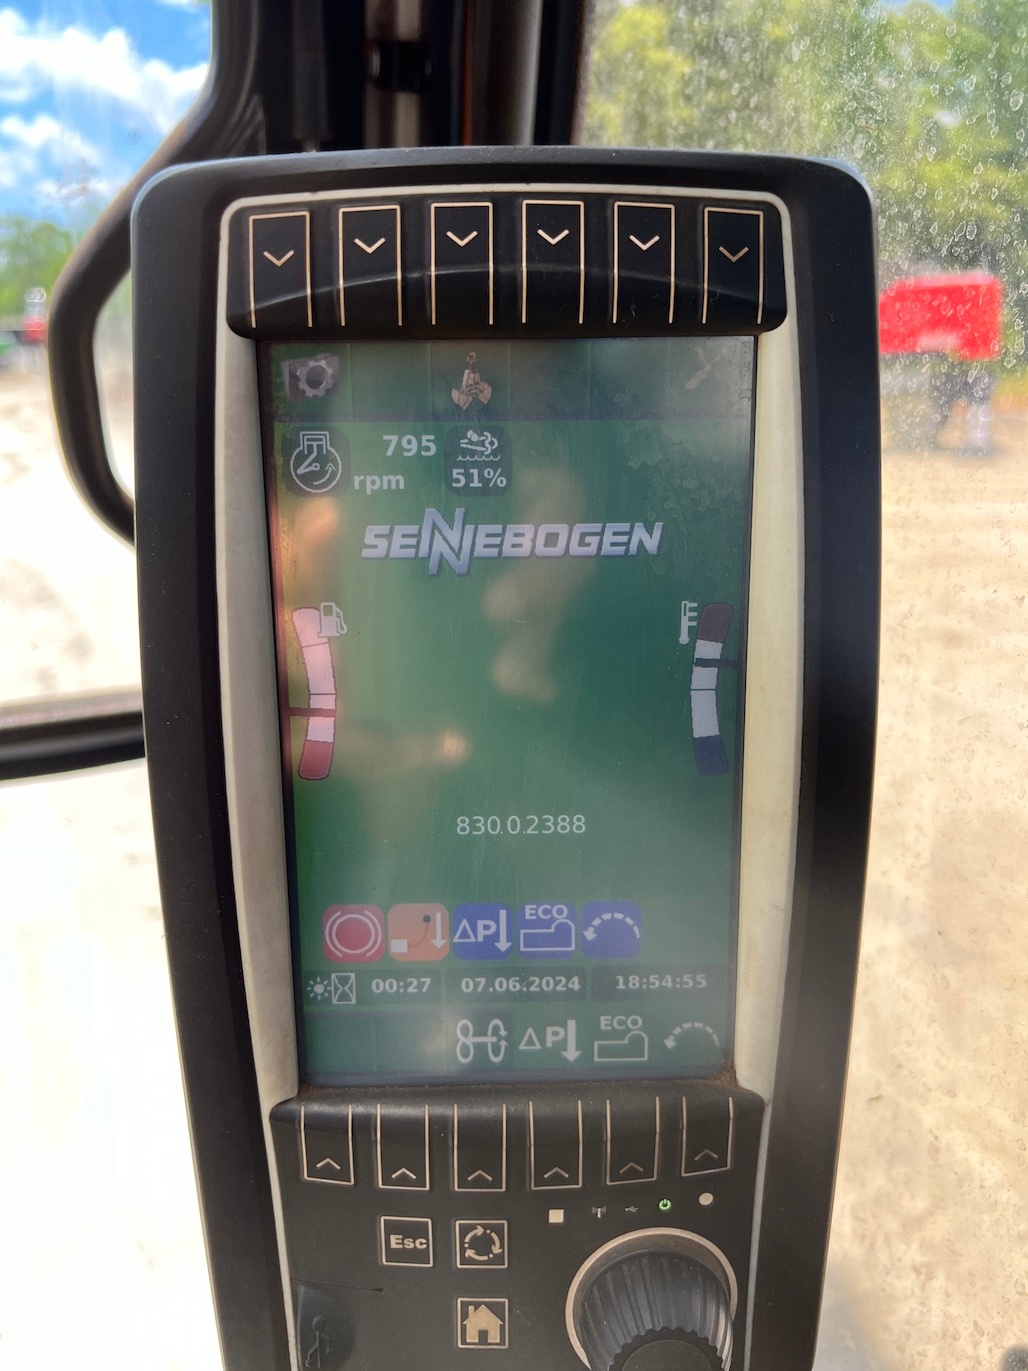 795
rpm
51%
SENNEBOGEN
830.0.2388
ΔP ECO
00:27 07.06.2024 18:54:55
ΔP ECO
Esc